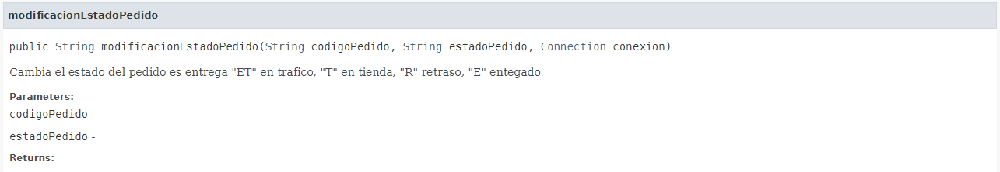 modificacionEstadoPedido
public String modificacionEstadoPedido(String codigoPedido, String estadoPedido, Connection conexion)
Cambia el estado del pedido es entrega "ET" en trafico, "T" en tienda, "R" retraso, "E" entegado
Parameters:
codigoPedido -
estadoPedido -
Returns: